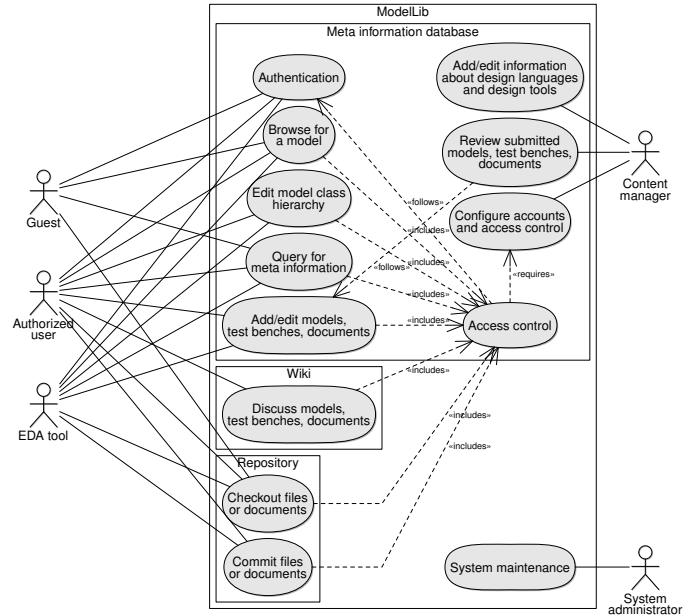 ModelLib
Meta information database
Authentication
Add/edit information
about design languages
and design tools
Browse for
a model
Review submitted
models, test benches,
documents
Guest
Content
manager
Edit model class
hierarchy
«follows»
Configure accounts
and access control
«includes»
Query for
meta information
«follows»
«includes»
«requires»
Authorized
user
Add/edit models,
test benches, documents
«includes»
«includes»
Access control
Wiki
«includes»
EDA tool
Discuss models,
test benches, documents
«includes»
«includes»
Repository
Checkout files
or documents
Commit files
or documents
System maintenance
System
administrator